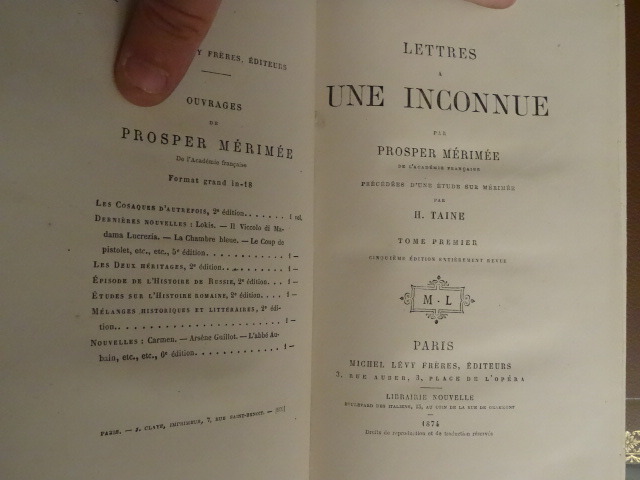 Y FRÈRES, ÉDITEURS
OUVRAGES
DE
PROSPER MÉRIMÉE
De l'Académie française
Format grand in-18
LES COSAQUES D'AUTREFOIS, 2e édition....... 1 vol.
DERNIÈRES NOUVELLES : Lokis. — Il Viccolo di Ma-
dama Lucrezia. — La Chambre bleue. — Le Coup de
pistolet, etc., etc., 5e édition.............. 1 —
LES DEUX HÉRITAGES, 2e édition............ 1 —
ÉPISODE DE L'HISTOIRE DE RUSSIE, 2e édition.... 1 —
ÉTUDES SUR L'HISTOIRE ROMAINE, 2e édition.... 1 —
MÉLANGES HISTORIQUES ET LITTÉRAIRES, 2e édi-
tion........................ 1 —
NOUVELLES : Carmen. — Arsène Guillot. — L'abbé Au-
bain, etc., etc., 6e édition............ 1 —
PARIS. — J. CLAYE, IMPRIMEUR, 7, RUE SAINT-BENOIT. —
LETTRES
A
UNE INCONNUE
PAR
PROSPER MÉRIMÉE
DE L'ACADÉMIE FRANÇAISE
PRÉCÉDÉES D'UNE ÉTUDE SUR MÉRIMÉE
PAR
H. TAINE
TOME PREMIER
CINQUIÈME ÉDITION ENTIÈREMENT REVUE
M·L
PARIS
MICHEL LÉVY FRÈRES, ÉDITEURS
3, RUE AUBER, 3, PLACE DE L'OPÉRA
LIBRAIRIE NOUVELLE
BOULEVARD DES ITALIENS, 15, AU COIN DE LA RUE DE GRAMMONT
1874
Droits de reproduction et de traduction réservés